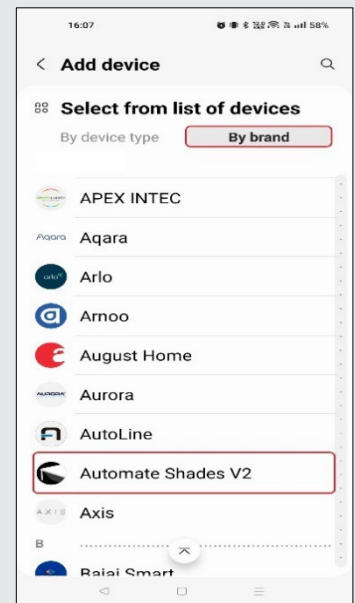 16:07
58%
Add device
Select from list of devices
By device type By brand
APEX INTEC
Aqara Aqara
arlo Arlo
Arnoo
August Home
AURORA Aurora
AutoLine
Automate Shades V2
AXIS Axis
B
Bajaj Smart